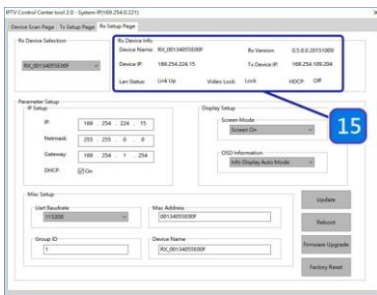 IPTV Control Center tool 2.0 - System IP(169.254.0.221)
Device Scan Page Tx Setup Page Rx Setup Page
Rx Device Selection
RX_00134055E00F
Rx Device Info
Device Name: RX_00134055E00F Rx Version: 0.5.0.0.20151009
Device IP: 169.254.224.15 Tx Device IP: 169.254.109.204
Lan Status: Link Up Video Lock: Lock HDCP: Off
15
Parameter Setup
IP Setup
IP: 169 . 254 . 224 . 15
Netmask: 255 . 255 . 0 . 0
Gateway: 169 . 254 . 1 . 254
DHCP: On
Display Setup
Screen Mode
Screen On
OSD Information
Info Display Auto Mode
Misc Setup
Uart Baudrate
115200
Mac Address
00134055E00F
Group ID
1
Device Name
RX_00134055E00F
Update
Reboot
Firmware Upgrade
Factory Reset